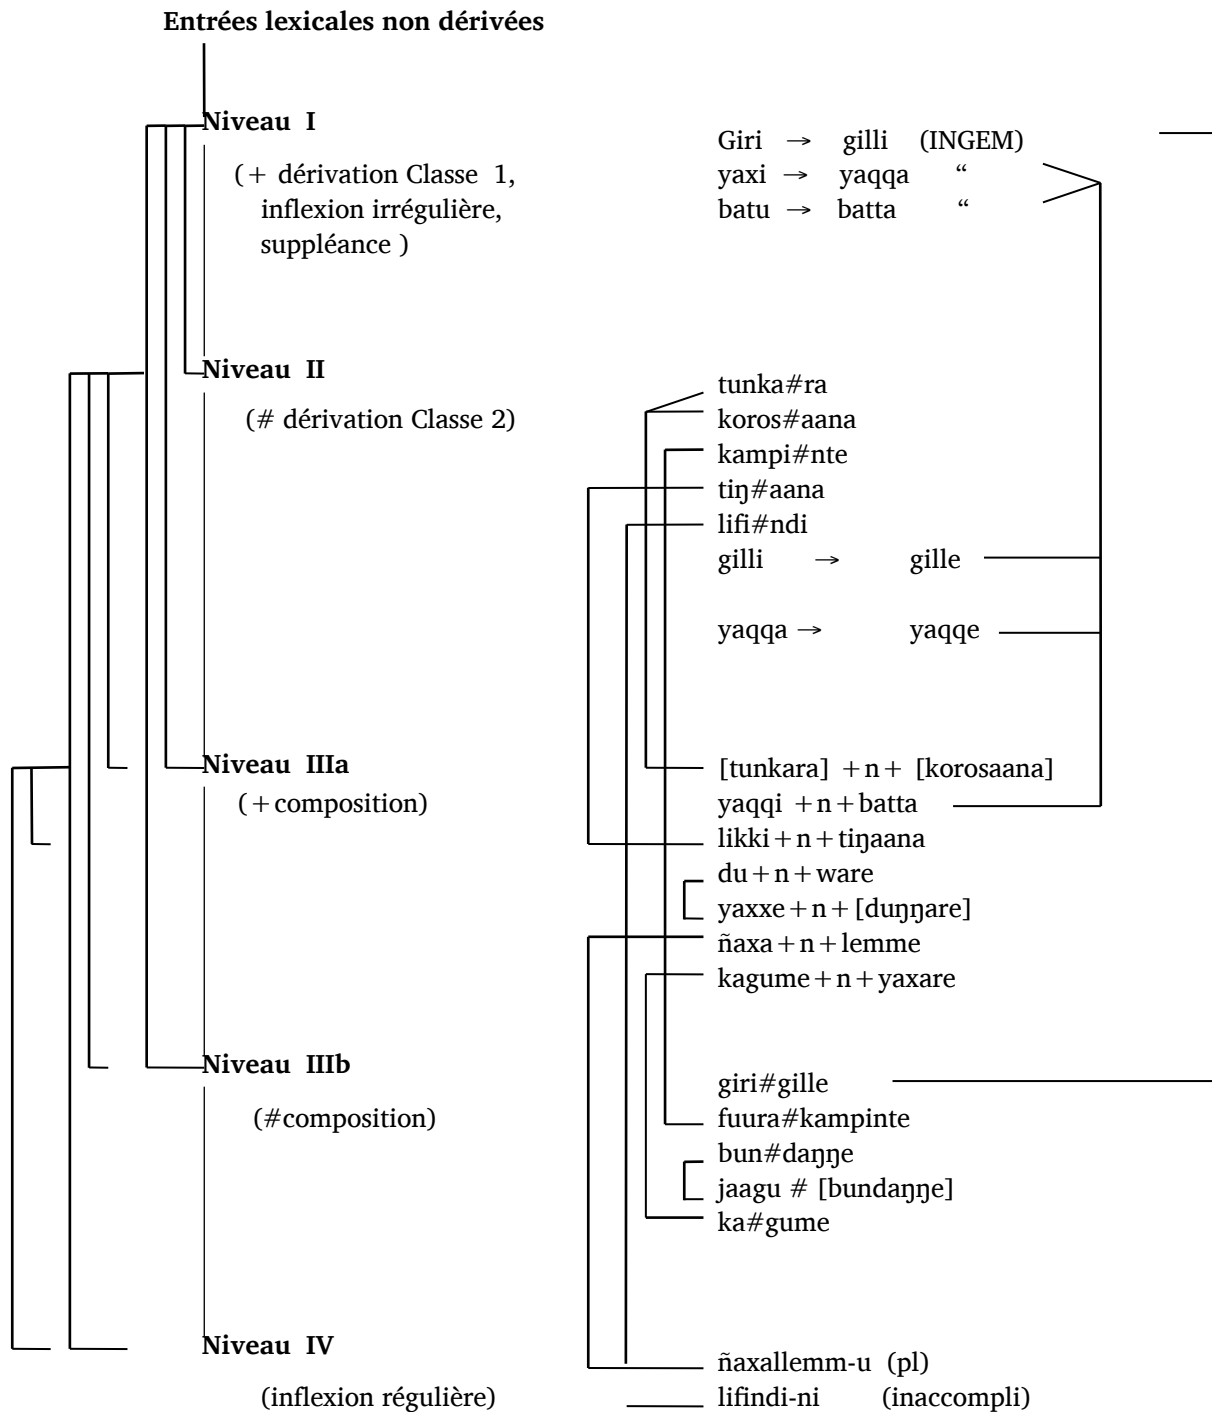 Entrées lexicales non dérivées
Niveau I
Giri → gilli (INGEM)
(+ dérivation Classe 1,
yaxi → yaqqa “
inflexion irrégulière,
batu → batta “
suppléance )
Niveau II
tunka#ra
(# dérivation Classe 2)
koros#aana
kampi#nte
tiŋ#aana
lifi#ndi
gilli → gille
yaqqa → yaqqe
Niveau IIIa
[tunkara] +n+ [korosaana]
(+composition)
yaqqi +n+batta
likki+n+tiŋaana
du+n+ware
yaxxe+n+[duŋŋare]
ñaxa+n+lemme
kagume+n+yaxare
Niveau IIIb
giri#gille
(#composition)
fuura#kampinte
bun#daŋŋe
jaagu # [bundaŋŋe]
ka#gume
Niveau IV
ñaxallemm-u (pl)
(inflexion régulière)
lifindi-ni (inaccompli)